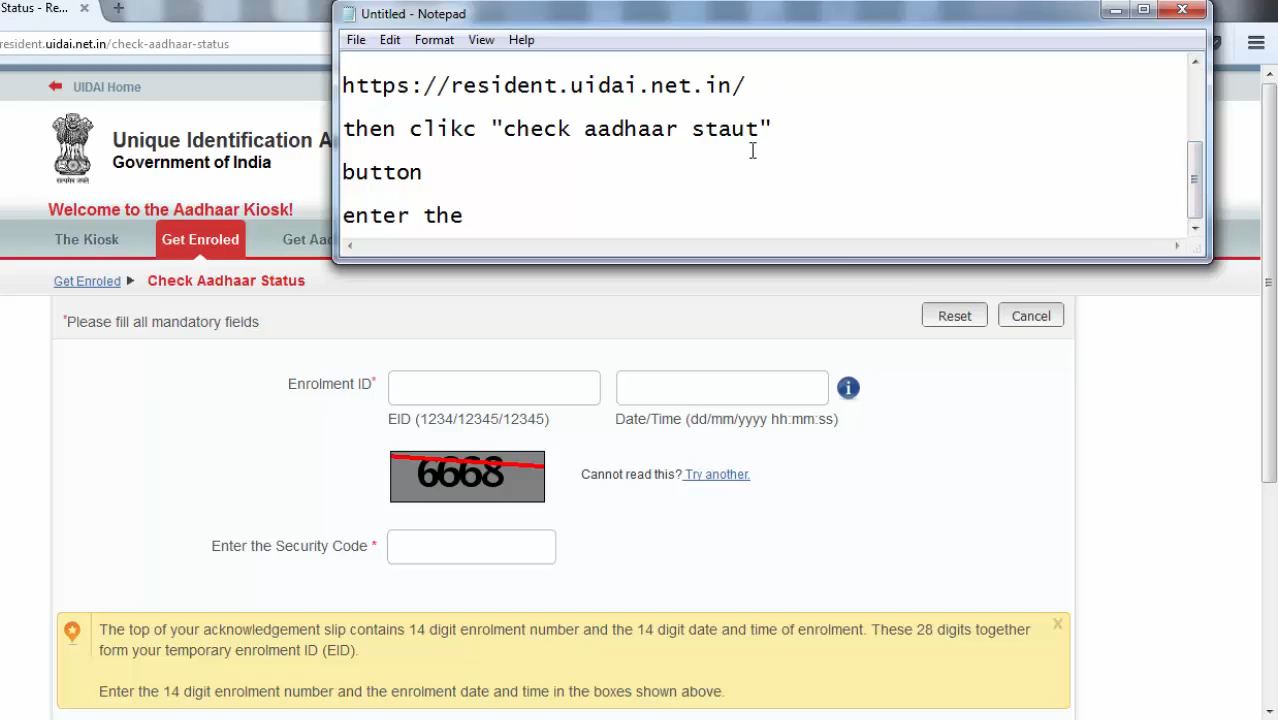 Status - Re...
Untitled - Notepad
resident.uidai.net.in/check-aadhaar-status
File Edit Format View Help
https://resident.uidai.net.in/
then clikc "check aadhaar staut"
button
enter the
UIDAI Home
Unique Identification A
Government of India
Welcome to the Aadhaar Kiosk!
The Kiosk Get Enroled Get Aad
Get Enroled Check Aadhaar Status
*Please fill all mandatory fields Reset Cancel
Enrolment ID*
EID (1234/12345/12345) Date/Time (dd/mm/yyyy hh:mm:ss)
6668 Cannot read this? Try another.
Enter the Security Code *
The top of your acknowledgement slip contains 14 digit enrolment number and the 14 digit date and time of enrolment. These 28 digits together
form your temporary enrolment ID (EID).
Enter the 14 digit enrolment number and the enrolment date and time in the boxes shown above.